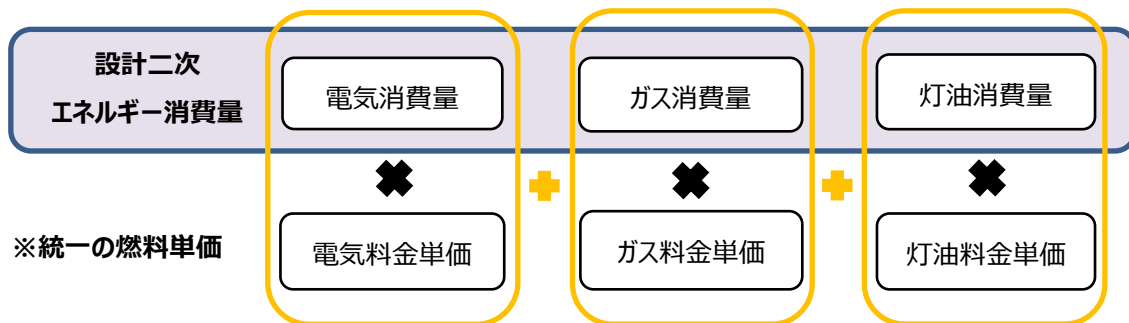 設計二次
エネルギー消費量
電気消費量
ガス消費量
灯油消費量
※統一の燃料単価
電気料金単価
ガス料金単価
灯油料金単価